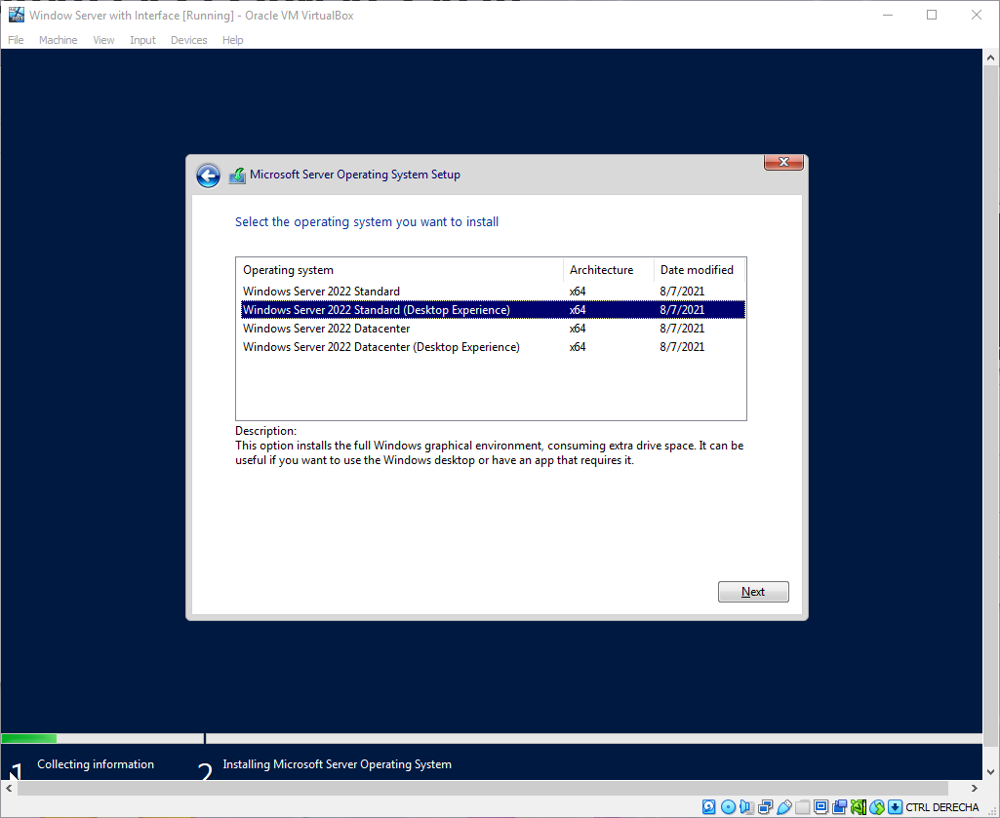 Window Server with Interface [Running] - Oracle VM VirtualBox
File Machine View Input Devices Help
Microsoft Server Operating System Setup
Select the operating system you want to install
Operating system Architecture Date modified
Windows Server 2022 Standard x64 8/7/2021
Windows Server 2022 Standard (Desktop Experience) x64 8/7/2021
Windows Server 2022 Datacenter x64 8/7/2021
Windows Server 2022 Datacenter (Desktop Experience) x64 8/7/2021
Description:
This option installs the full Windows graphical environment, consuming extra drive space. It can be
useful if you want to use the Windows desktop or have an app that requires it.
Next
1 Collecting information 2 Installing Microsoft Server Operating System
CTRL DERECHA